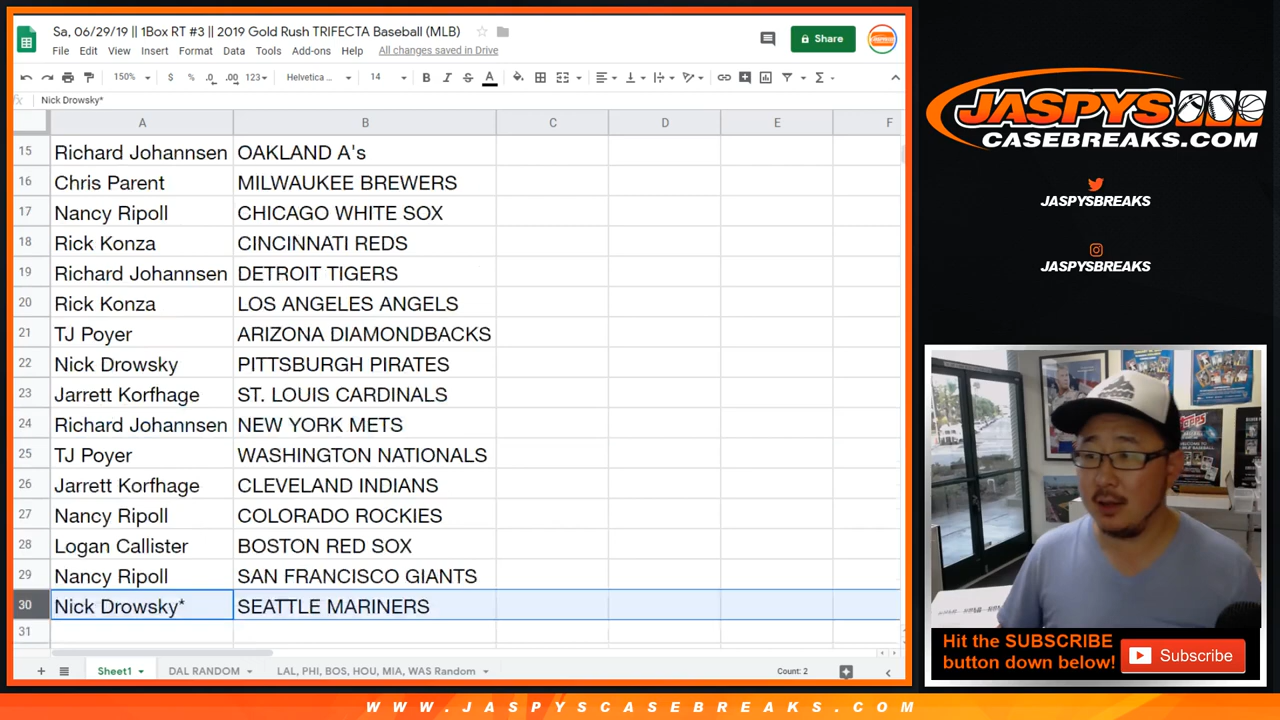 Sa, 06/29/19 || 1Box RT #3 || 2019 Gold Rush TRIFECTA Baseball (MLB)
File Edit View Insert Format Data Tools Add-ons Help All changes saved in Drive
Share
150% $ % .0 .00 123 Helvetica ... 14 B I S A
fx Nick Drowsky*
A B C D E F
15 Richard Johannsen OAKLAND A's
16 Chris Parent MILWAUKEE BREWERS
17 Nancy Ripoll CHICAGO WHITE SOX
18 Rick Konza CINCINNATI REDS
19 Richard Johannsen DETROIT TIGERS
20 Rick Konza LOS ANGELES ANGELS
21 TJ Poyer ARIZONA DIAMONDBACKS
22 Nick Drowsky PITTSBURGH PIRATES
23 Jarrett Korfhage ST. LOUIS CARDINALS
24 Richard Johannsen NEW YORK METS
25 TJ Poyer WASHINGTON NATIONALS
26 Jarrett Korfhage CLEVELAND INDIANS
27 Nancy Ripoll COLORADO ROCKIES
28 Logan Callister BOSTON RED SOX
29 Nancy Ripoll SAN FRANCISCO GIANTS
30 Nick Drowsky* SEATTLE MARINERS
31
Sheet1 DAL RANDOM LAL, PHI, BOS, HOU, MIA, WAS Random Count: 2
JASPYS
CASEBREAKS.COM
JASPYSBREAKS
JASPYSBREAKS
TOPPS
Hit the SUBSCRIBE
button down below!
Subscribe
WWW.JASPYSCASEBREAKS.COM